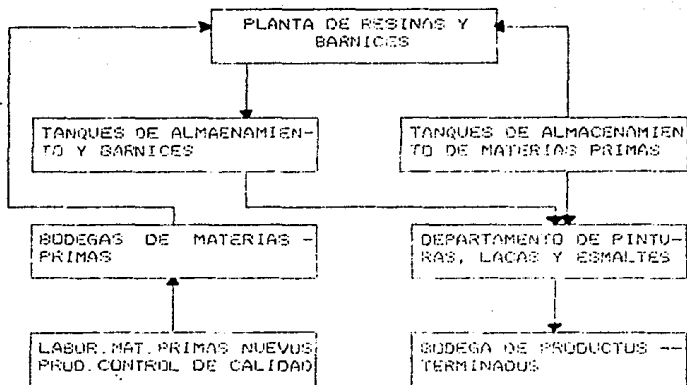 PLANTA DE RESINAS Y
BARNICES
TANQUES DE ALMAENAMIEN-
TO Y BARNICES
TANQUES DE ALMACENAMIEN
TO DE MATERIAS PRIMAS
BODEGAS DE MATERIAS -
PRIMAS
DEPARTAMENTO DE PINTU-
RAS, LACAS Y ESMALTES
LABOR.MAT.PRIMAS NUEVOS
PROD.CONTROL DE CALIDAD
BODEGA DE PRODUCTOS --
TERMINADOS